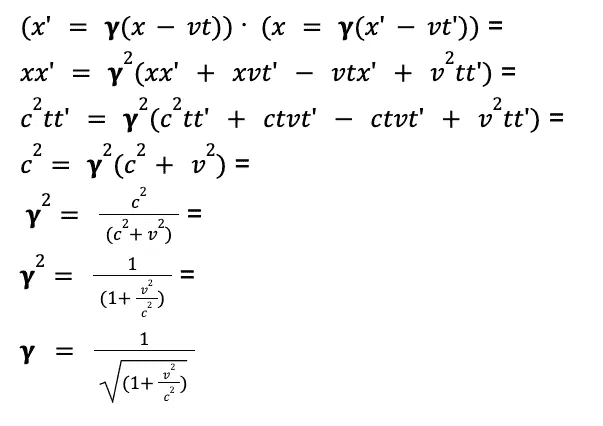 (x' = γ(x − vt)) · (x = γ(x' − vt')) =
xx' = γ²(xx' + xvt' − vtx' + v²tt') =
c²tt' = γ²(c²tt' + ctvt' − ctvt' + v²tt') =
c² = γ²(c² + v²) =
γ² = c² / (c² + v²) =
γ² = 1 / (1 + v²/c²) =
γ = 1 / √(1 + v²/c²)